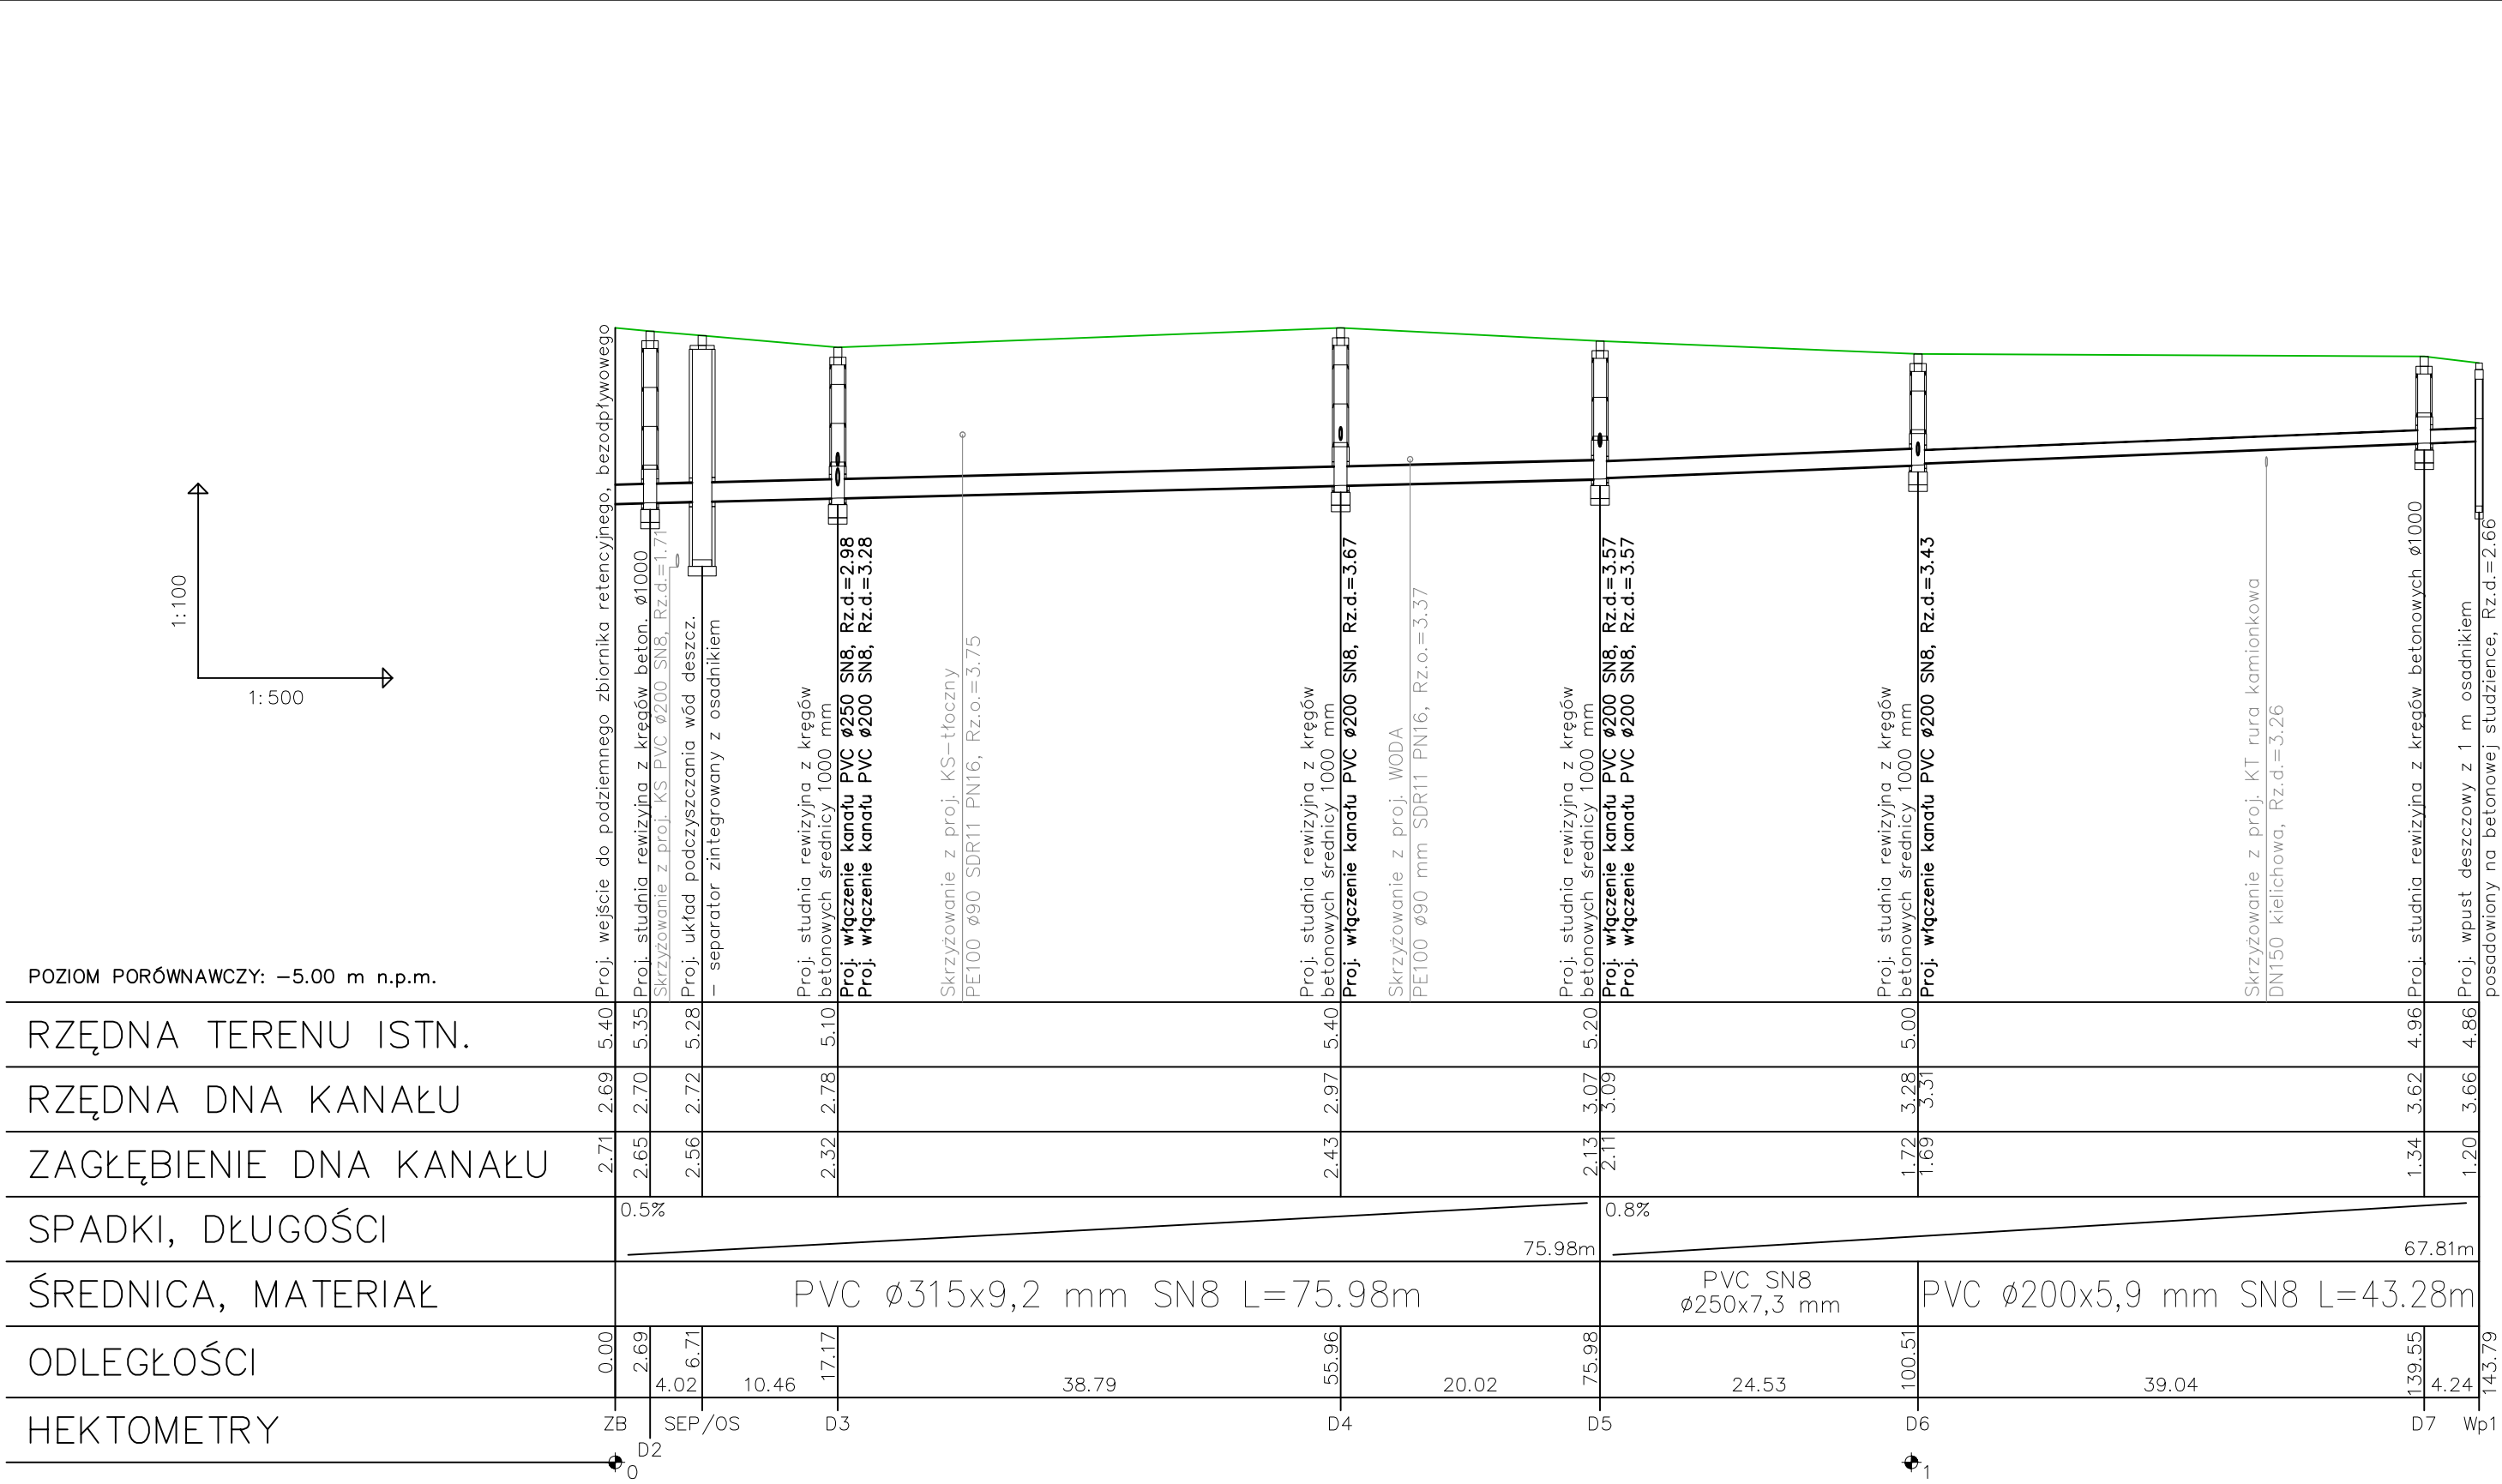 1:100
1:500
Proj. wejście do podziemnego zbiornika retencyjnego, bezodpływowego
Proj. studnia rewizyjna z kręgów beton. ø1000
Skrzyżowanie z proj. KS PVC ø200 SN8, Rz.d.=1.71
Proj. układ podczyszczania wód deszcz.
– separator zintegrowany z osadnikiem
Proj. studnia rewizyjna z kręgów
betonowych średnicy 1000 mm
Proj. włączenie kanału PVC ø250 SN8, Rz.d.=2.98
Proj. włączenie kanału PVC ø200 SN8, Rz.d.=3.28
Skrzyżowanie z proj. KS–tłoczny
PE100 ø90 SDR11 PN16, Rz.o.=3.75
Proj. studnia rewizyjna z kręgów
betonowych średnicy 1000 mm
Proj. włączenie kanału PVC ø200 SN8, Rz.d.=3.67
Skrzyżowanie z proj. WODA
PE100 ø90 mm SDR11 PN16, Rz.o.=3.37
Proj. studnia rewizyjna z kręgów
betonowych średnicy 1000 mm
Proj. włączenie kanału PVC ø200 SN8, Rz.d.=3.57
Proj. włączenie kanału PVC ø200 SN8, Rz.d.=3.57
Proj. studnia rewizyjna z kręgów
betonowych średnicy 1000 mm
Proj. włączenie kanału PVC ø200 SN8, Rz.d.=3.43
Skrzyżowanie z proj. KT rura kamionkowa
DN150 kielichowa, Rz.d.=3.26
Proj. studnia rewizyjna z kręgów betonowych ø1000
Proj. wpust deszczowy z 1 m osadnikiem
posadowiony na betonowej studzience, Rz.d.=2.66
POZIOM PORÓWNAWCZY: –5.00 m n.p.m.
RZĘDNA TERENU ISTN. 5.40 5.35 5.28 5.10 5.40 5.20 5.00 4.96 4.86
RZĘDNA DNA KANAŁU 2.69 2.70 2.72 2.78 2.97 3.07 3.09 3.28 3.31 3.62 3.66
ZAGŁĘBIENIE DNA KANAŁU 2.71 2.65 2.56 2.32 2.43 2.13 2.11 1.72 1.69 1.34 1.20
SPADKI, DŁUGOŚCI 0.5% 75.98m 0.8% 67.81m
ŚREDNICA, MATERIAŁ PVC ø315x9,2 mm SN8 L=75.98m
PVC SN8
ø250x7,3 mm
PVC ø200x5,9 mm SN8 L=43.28m
ODLEGŁOŚCI 0.00 2.69 6.71 17.17 55.96 75.98 100.51 139.55 143.79
4.02 10.46 38.79 20.02 24.53 39.04 4.24
HEKTOMETRY ZB D2 SEP/OS D3 D4 D5 D6 D7 Wp1
0 1